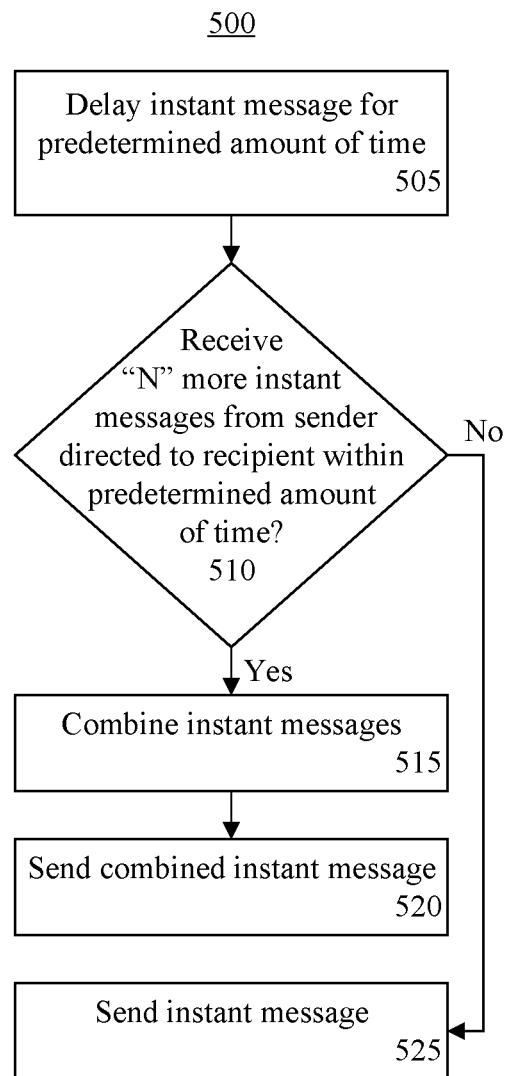 500
Delay instant message for
predetermined amount of time
505
Receive
“N” more instant
messages from sender
directed to recipient within
predetermined amount
of time?
510
No
Yes
Combine instant messages
515
Send combined instant message
520
Send instant message
525